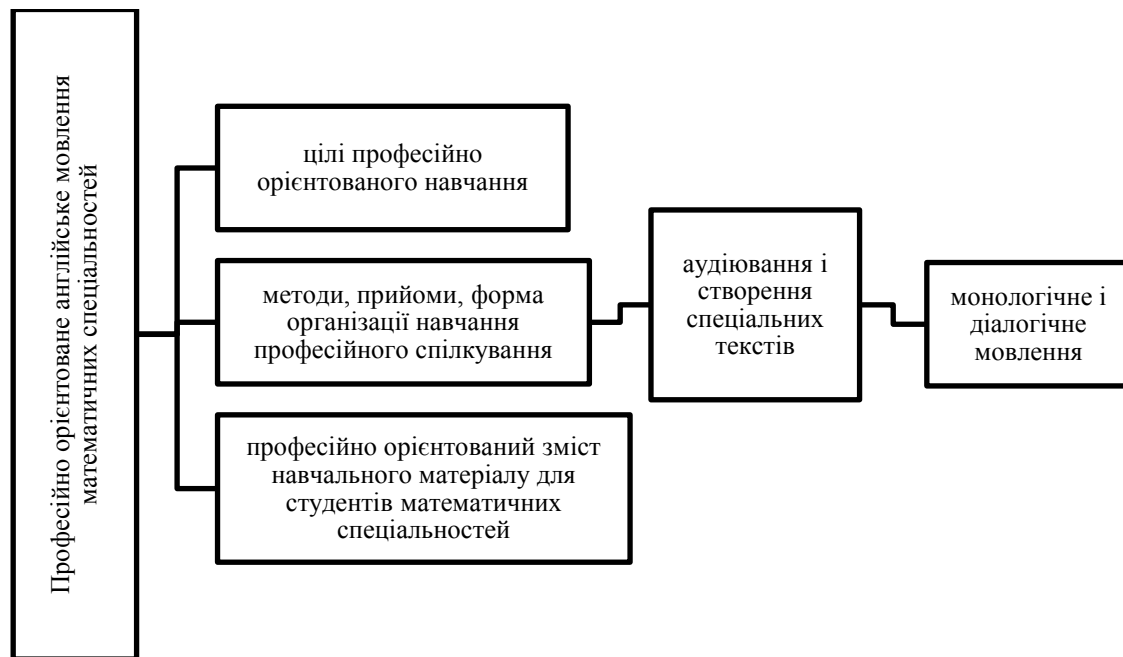 Професійно орієнтоване англійське мовлення
математичних спеціальностей
цілі професійно
орієнтованого навчання
методи, прийоми, форма
організації навчання
професійного спілкування
професійно орієнтований зміст
навчального матеріалу для
студентів математичних
спеціальностей
аудіювання і
створення
спеціальних
текстів
монологічне і
діалогічне
мовлення